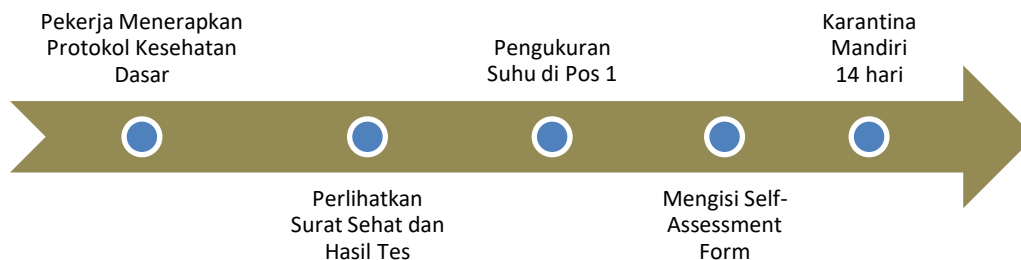 Pekerja Menerapkan
Protokol Kesehatan
Dasar
Perlihatkan
Surat Sehat dan
Hasil Tes
Pengukuran
Suhu di Pos 1
Mengisi Self-
Assessment
Form
Karantina
Mandiri
14 hari